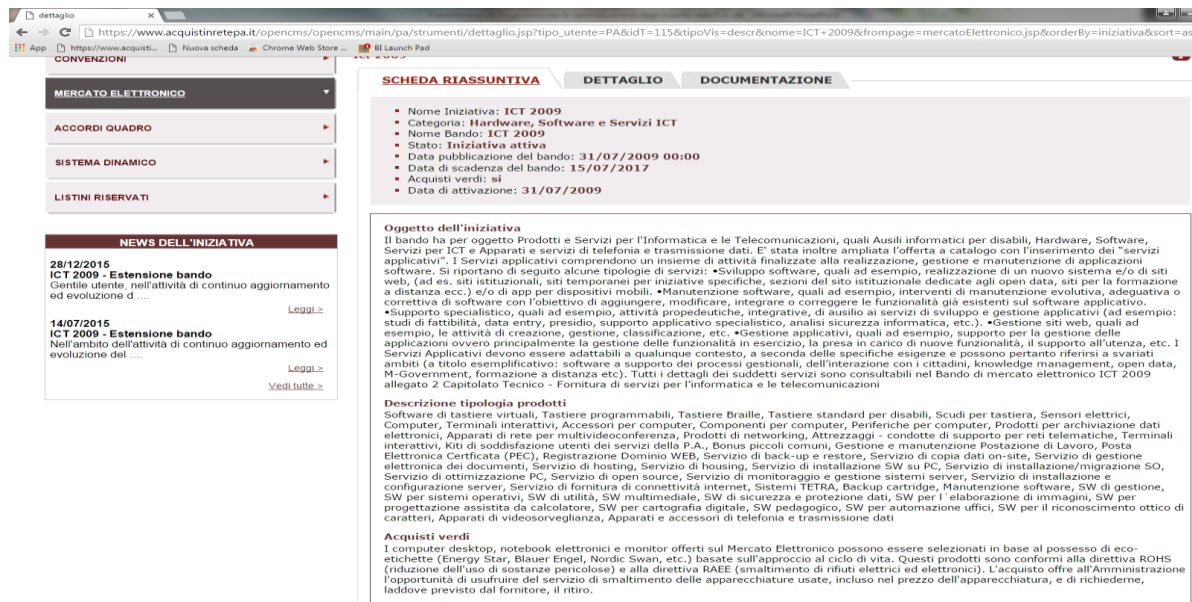 dettaglio
https://www.acquistinretepa.it/opencms/opencms/main/pa/strumenti/dettaglio.jsp?tipo_utente=PA&idT=115&tipoVis=descr&nome=ICT+2009&frompage=mercatoElettronico.jsp&orderBy=iniziativa&sort=as
App https://www.acquisti... Nuova scheda Chrome Web Store ... BI Launch Pad
CONVENZIONI
MERCATO ELETTRONICO
ACCORDI QUADRO
SISTEMA DINAMICO
LISTINI RISERVATI
NEWS DELL'INIZIATIVA
28/12/2015
ICT 2009 - Estensione bando
Gentile utente, nell'attività di continuo aggiornamento
ed evoluzione d ....
Leggi >
14/07/2015
ICT 2009 - Estensione bando
Nell'ambito dell'attività di continuo aggiornamento ed
evoluzione del ....
Leggi >
Vedi tutte >
SCHEDA RIASSUNTIVA DETTAGLIO DOCUMENTAZIONE
Nome Iniziativa: ICT 2009
Categoria: Hardware, Software e Servizi ICT
Nome Bando: ICT 2009
Stato: Iniziativa attiva
Data pubblicazione del bando: 31/07/2009 00:00
Data di scadenza del bando: 15/07/2017
Acquisti verdi: si
Data di attivazione: 31/07/2009
Oggetto dell'iniziativa
Il bando ha per oggetto Prodotti e Servizi per l'Informatica e le Telecomunicazioni, quali Ausili informatici per disabili, Hardware, Software,
Servizi per ICT e Apparati e servizi di telefonia e trasmissione dati. E' stata inoltre ampliata l'offerta a catalogo con l'inserimento dei "servizi
applicativi". I Servizi applicativi comprendono un insieme di attività finalizzate alla realizzazione, gestione e manutenzione di applicazioni
software. Si riportano di seguito alcune tipologie di servizi: •Sviluppo software, quali ad esempio, realizzazione di un nuovo sistema e/o di siti
web, (ad es. siti istituzionali, siti temporanei per iniziative specifiche, sezioni del sito istituzionale dedicate agli open data, siti per la formazione
a distanza ecc.) e/o di app per dispositivi mobili. •Manutenzione software, quali ad esempio, interventi di manutenzione evolutiva, adeguativa o
correttiva di software con l'obiettivo di aggiungere, modificare, integrare o correggere le funzionalità già esistenti sul software applicativo.
•Supporto specialistico, quali ad esempio, attività propedeutiche, integrative, di ausilio ai servizi di sviluppo e gestione applicativi (ad esempio:
studi di fattibilità, data entry, presidio, supporto applicativo specialistico, analisi sicurezza informatica, etc.). •Gestione siti web, quali ad
esempio, le attività di creazione, gestione, classificazione, etc. •Gestione applicativi, quali ad esempio, supporto per la gestione delle
applicazioni ovvero principalmente la gestione delle funzionalità in esercizio, la presa in carico di nuove funzionalità, il supporto all'utenza, etc. I
Servizi Applicativi devono essere adattabili a qualunque contesto, a seconda delle specifiche esigenze e possono pertanto riferirsi a svariati
ambiti (a titolo esemplificativo: software a supporto dei processi gestionali, dell'interazione con i cittadini, knowledge management, open data,
M-Government, formazione a distanza etc). Tutti i dettagli dei suddetti servizi sono consultabili nel Bando di mercato elettronico ICT 2009
allegato 2 Capitolato Tecnico - Fornitura di servizi per l'informatica e le telecomunicazioni
Descrizione tipologia prodotti
Software di tastiere virtuali, Tastiere programmabili, Tastiere Braille, Tastiere standard per disabili, Scudi per tastiera, Sensori elettrici,
Computer, Terminali interattivi, Accessori per computer, Componenti per computer, Periferiche per computer, Prodotti per archiviazione dati
elettronici, Apparati di rete per multivideoconferenza, Prodotti di networking, Attrezzaggi - condotte di supporto per reti telematiche, Terminali
interattivi, Kiti di soddisfazione utenti dei servizi della P.A., Bonus piccoli comuni, Gestione e manutenzione Postazione di Lavoro, Posta
Elettronica Certficata (PEC), Registrazione Dominio WEB, Servizio di back-up e restore, Servizio di copia dati on-site, Servizio di gestione
elettronica dei documenti, Servizio di hosting, Servizio di housing, Servizio di installazione SW su PC, Servizio di installazione/migrazione SO,
Servizio di ottimizzazione PC, Servizio di open source, Servizio di monitoraggio e gestione sistemi server, Servizio di installazione e
configurazione server, Servizio di fornitura di connettività internet, Sistemi TETRA, Backup cartridge, Manutenzione software, SW di gestione,
SW per sistemi operativi, SW di utilità, SW multimediale, SW di sicurezza e protezione dati, SW per l`elaborazione di immagini, SW per
progettazione assistita da calcolatore, SW per cartografia digitale, SW pedagogico, SW per automazione uffici, SW per il riconoscimento ottico di
caratteri, Apparati di videosorveglianza, Apparati e accessori di telefonia e trasmissione dati
Acquisti verdi
I computer desktop, notebook elettronici e monitor offerti sul Mercato Elettronico possono essere selezionati in base al possesso di eco-
etichette (Energy Star, Blauer Engel, Nordic Swan, etc.) basate sull'approccio al ciclo di vita. Questi prodotti sono conformi alla direttiva ROHS
(riduzione dell'uso di sostanze pericolose) e alla direttiva RAEE (smaltimento di rifiuti elettrici ed elettronici). L'acquisto offre all'Amministrazione
l'opportunità di usufruire del servizio di smaltimento delle apparecchiature usate, incluso nel prezzo dell'apparecchiatura, e di richiederne,
laddove previsto dal fornitore, il ritiro.